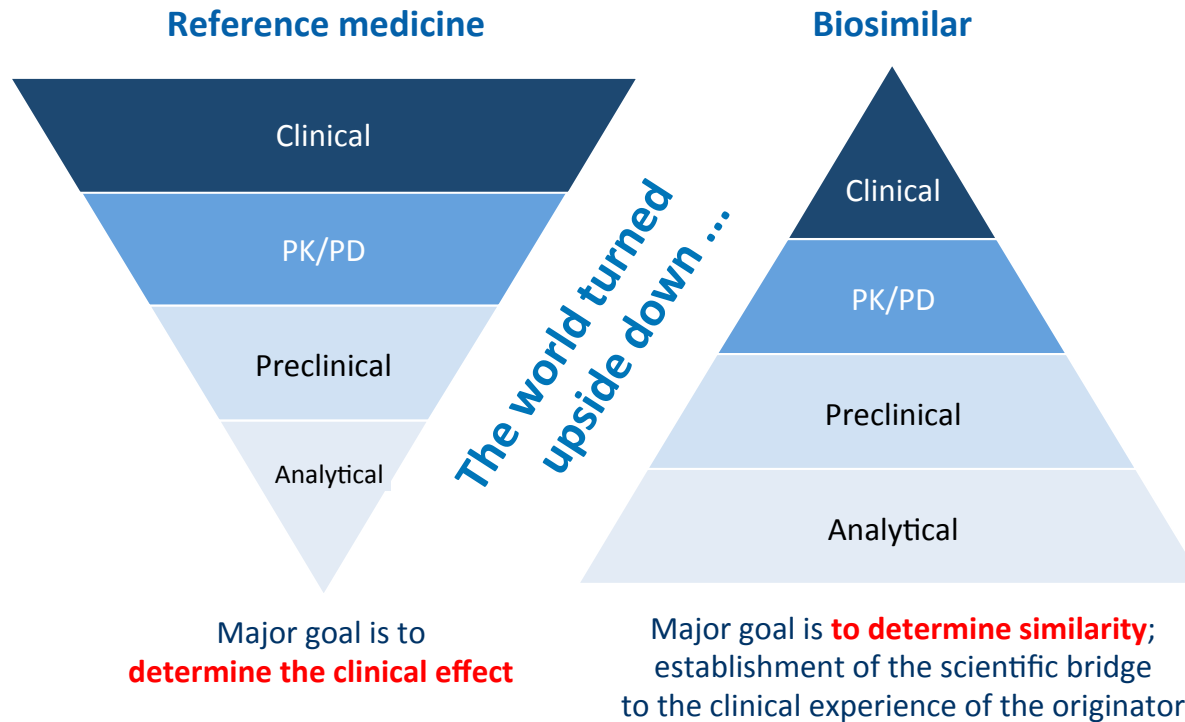 Reference medicine
Clinical
PK/PD
Preclinical
Analytical
Major goal is to
determine the clinical effect
The world turned
upside down ...
Biosimilar
Clinical
PK/PD
Preclinical
Analytical
Major goal is to determine similarity;
establishment of the scientific bridge
to the clinical experience of the originator